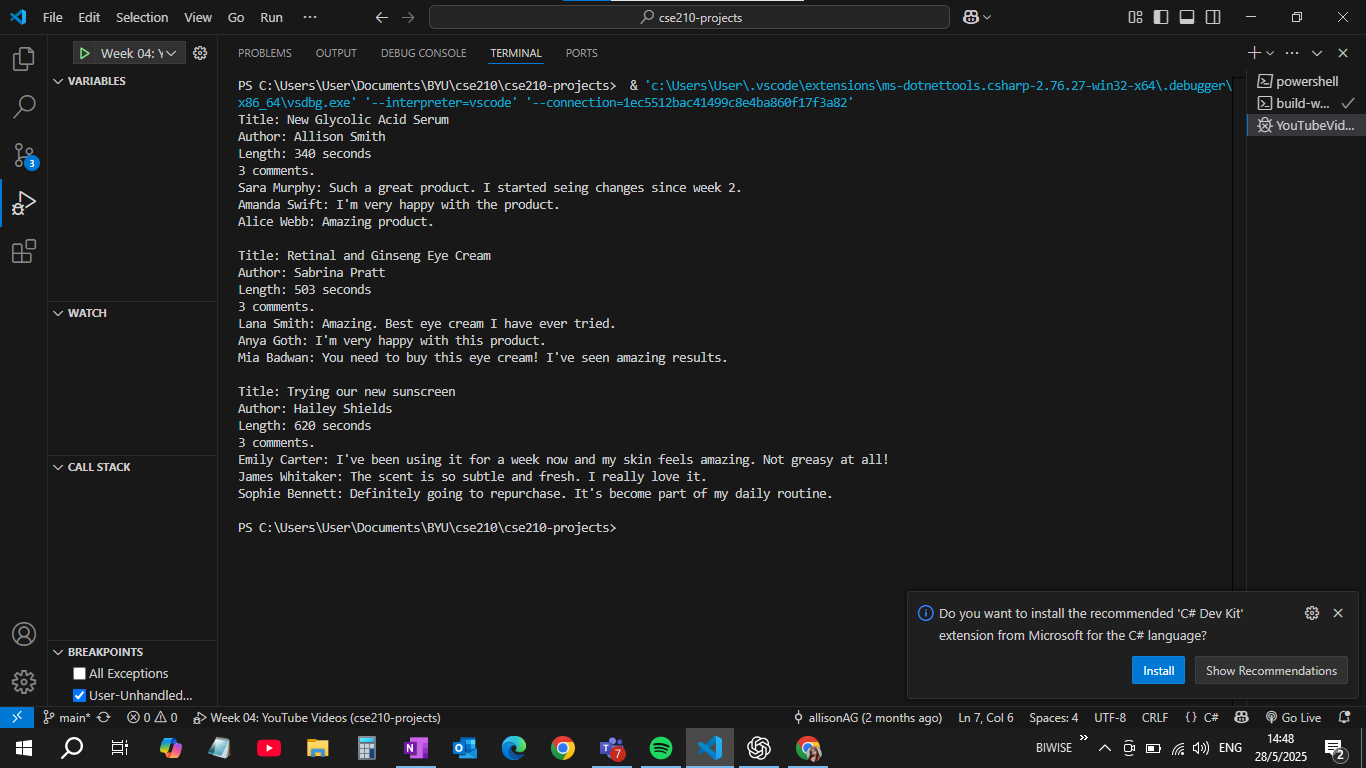 File Edit Selection View Go Run ··· cse210-projects
Week 04: Y
VARIABLES
WATCH
CALL STACK
BREAKPOINTS
All Exceptions
User-Unhandled...
3
PROBLEMS OUTPUT DEBUG CONSOLE TERMINAL PORTS
PS C:\Users\User\Documents\BYU\cse210\cse210-projects>  & 'c:\Users\User\.vscode\extensions\ms-dotnettools.csharp-2.76.27-win32-x64\.debugger\
x86_64\vsdbg.exe' '--interpreter=vscode' '--connection=1ec5512bac41499c8e4ba860f17f3a82'
Title: New Glycolic Acid Serum
Author: Allison Smith
Length: 340 seconds
3 comments.
Sara Murphy: Such a great product. I started seing changes since week 2.
Amanda Swift: I'm very happy with the product.
Alice Webb: Amazing product.
Title: Retinal and Ginseng Eye Cream
Author: Sabrina Pratt
Length: 503 seconds
3 comments.
Lana Smith: Amazing. Best eye cream I have ever tried.
Anya Goth: I'm very happy with this product.
Mia Badwan: You need to buy this eye cream! I've seen amazing results.
Title: Trying our new sunscreen
Author: Hailey Shields
Length: 620 seconds
3 comments.
Emily Carter: I've been using it for a week now and my skin feels amazing. Not greasy at all!
James Whitaker: The scent is so subtle and fresh. I really love it.
Sophie Bennett: Definitely going to repurchase. It's become part of my daily routine.
PS C:\Users\User\Documents\BYU\cse210\cse210-projects>
powershell
build-w...
YouTubeVid...
Do you want to install the recommended 'C# Dev Kit'
extension from Microsoft for the C# language?
Install Show Recommendations
main* 0 0 Week 04: YouTube Videos (cse210-projects) allisonAG (2 months ago) Ln 7, Col 6 Spaces: 4 UTF-8 CRLF {} C# Go Live
7 BIWISE ENG 14:48
28/5/2025
2